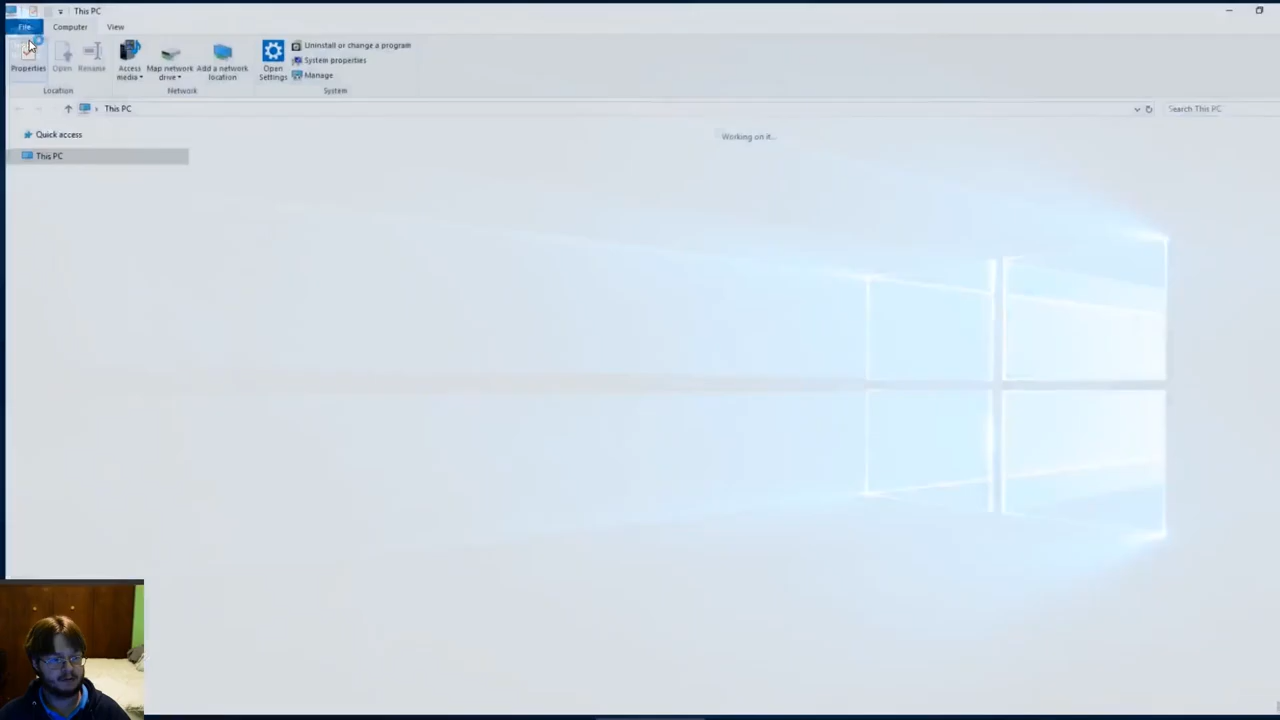 This PC
File Computer View
Properties Open Rename Access media Map network drive Add a network location Open Settings Uninstall or change a program
System properties
Manage
Location Network System
This PC Search This PC
Quick access Working on it...
This PC